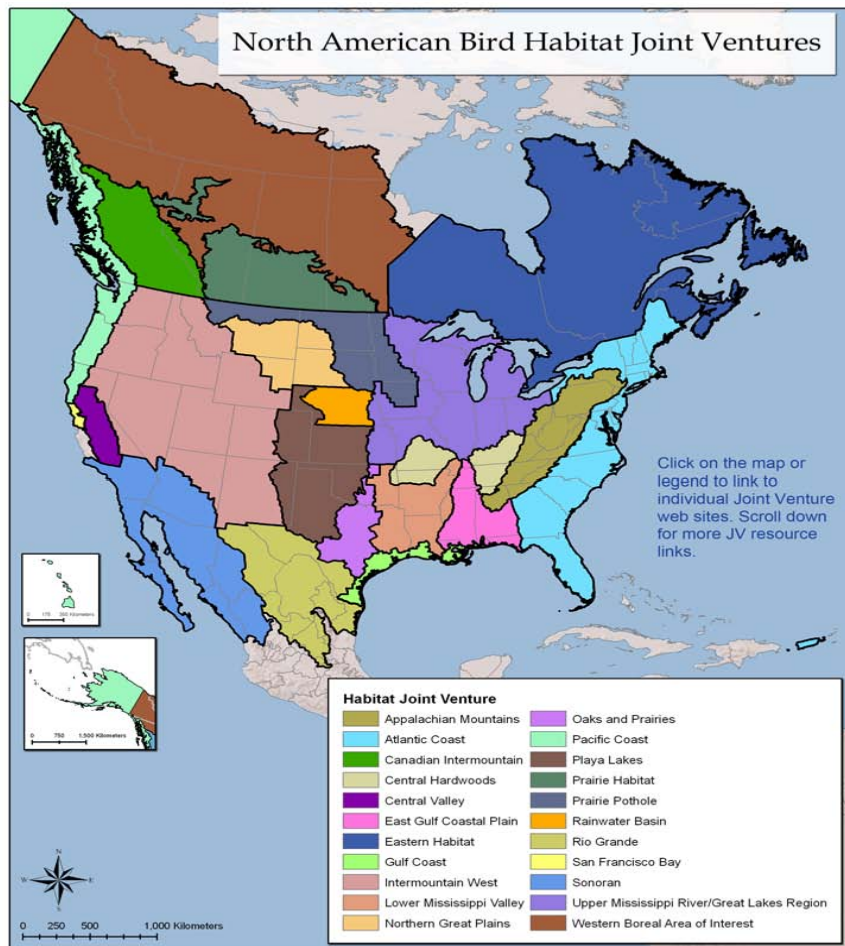 North American Bird Habitat Joint Ventures
Click on the map or
legend to link to
individual Joint Venture
web sites. Scroll down
for more JV resource
links.
0 175 350 Kilometers
0 750 1,500 Kilometers
Habitat Joint Venture
Appalachian Mountains
Atlantic Coast
Canadian Intermountain
Central Hardwoods
Central Valley
East Gulf Coastal Plain
Eastern Habitat
Gulf Coast
Intermountain West
Lower Mississippi Valley
Northern Great Plains
Oaks and Prairies
Pacific Coast
Playa Lakes
Prairie Habitat
Prairie Pothole
Rainwater Basin
Rio Grande
San Francisco Bay
Sonoran
Upper Mississippi River/Great Lakes Region
Western Boreal Area of Interest
N
W E
S
0 250 500 1,000 Kilometers